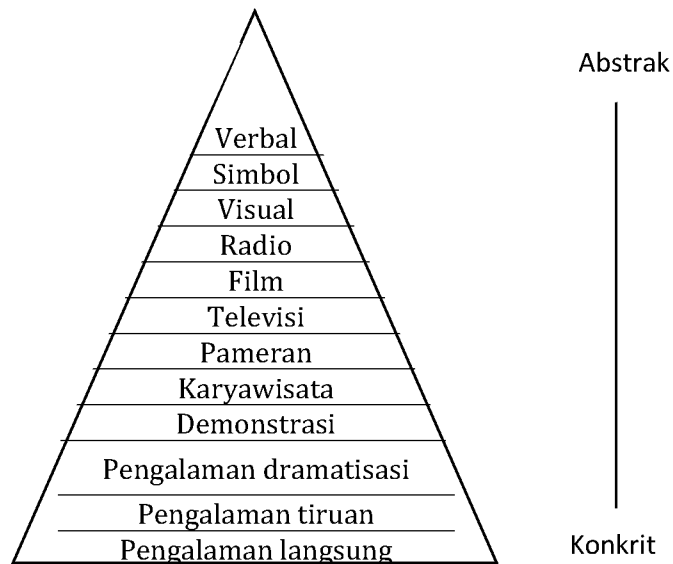 Abstrak
Verbal
Simbol
Visual
Radio
Film
Televisi
Pameran
Karyawisata
Demonstrasi
Pengalaman dramatisasi
Pengalaman tiruan
Konkrit
Pengalaman langsung